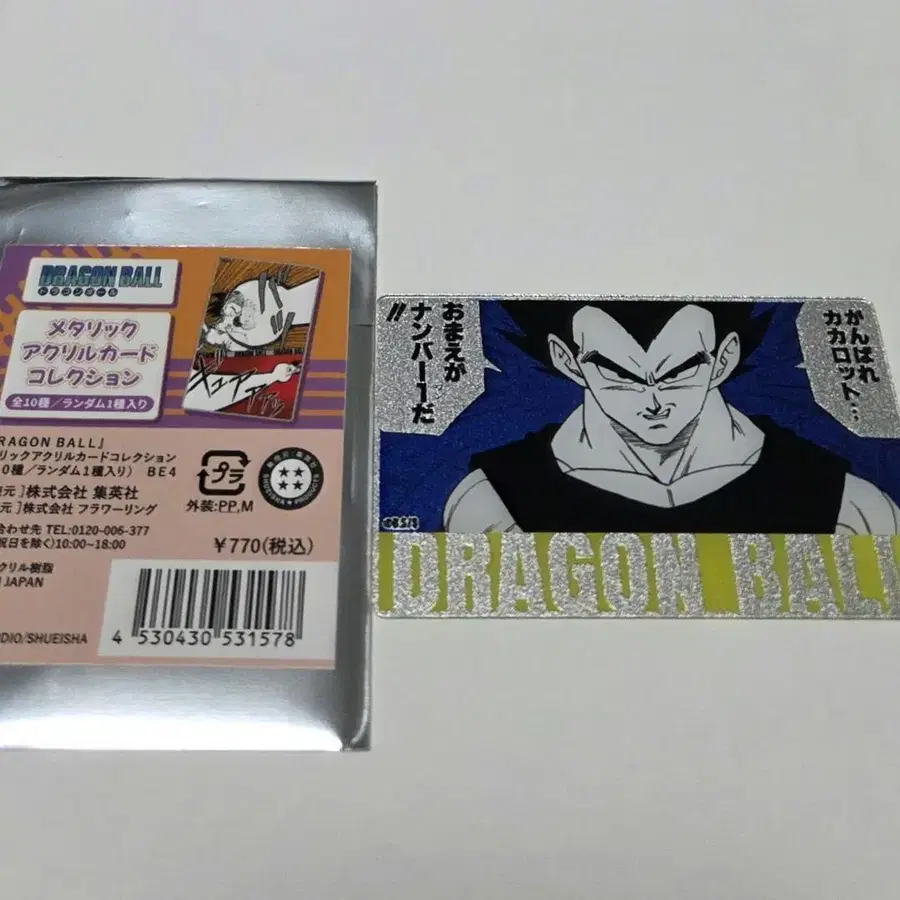 DRAGON BALL
ドラゴンボール
メタリック
アクリルカード
コレクション
全10種/ランダム1種入り
RAGON BALL』
リックアクリルカードコレクション
0種/ランダム1種入り) BE4
元]株式会社 集英社
元]株式会社 フラワーリング
合わせ先 TEL:0120-006-377
祝日を除く)10:00~18:00
プラ
外装:PP,M
¥770(税込)
クリル樹脂
JAPAN
DIO/SHUEISHA
4 530430 531578
がんばれ
カカロット…
おまえが
ナンバー1だ
!!
©B.S/S
DRAGON BALL